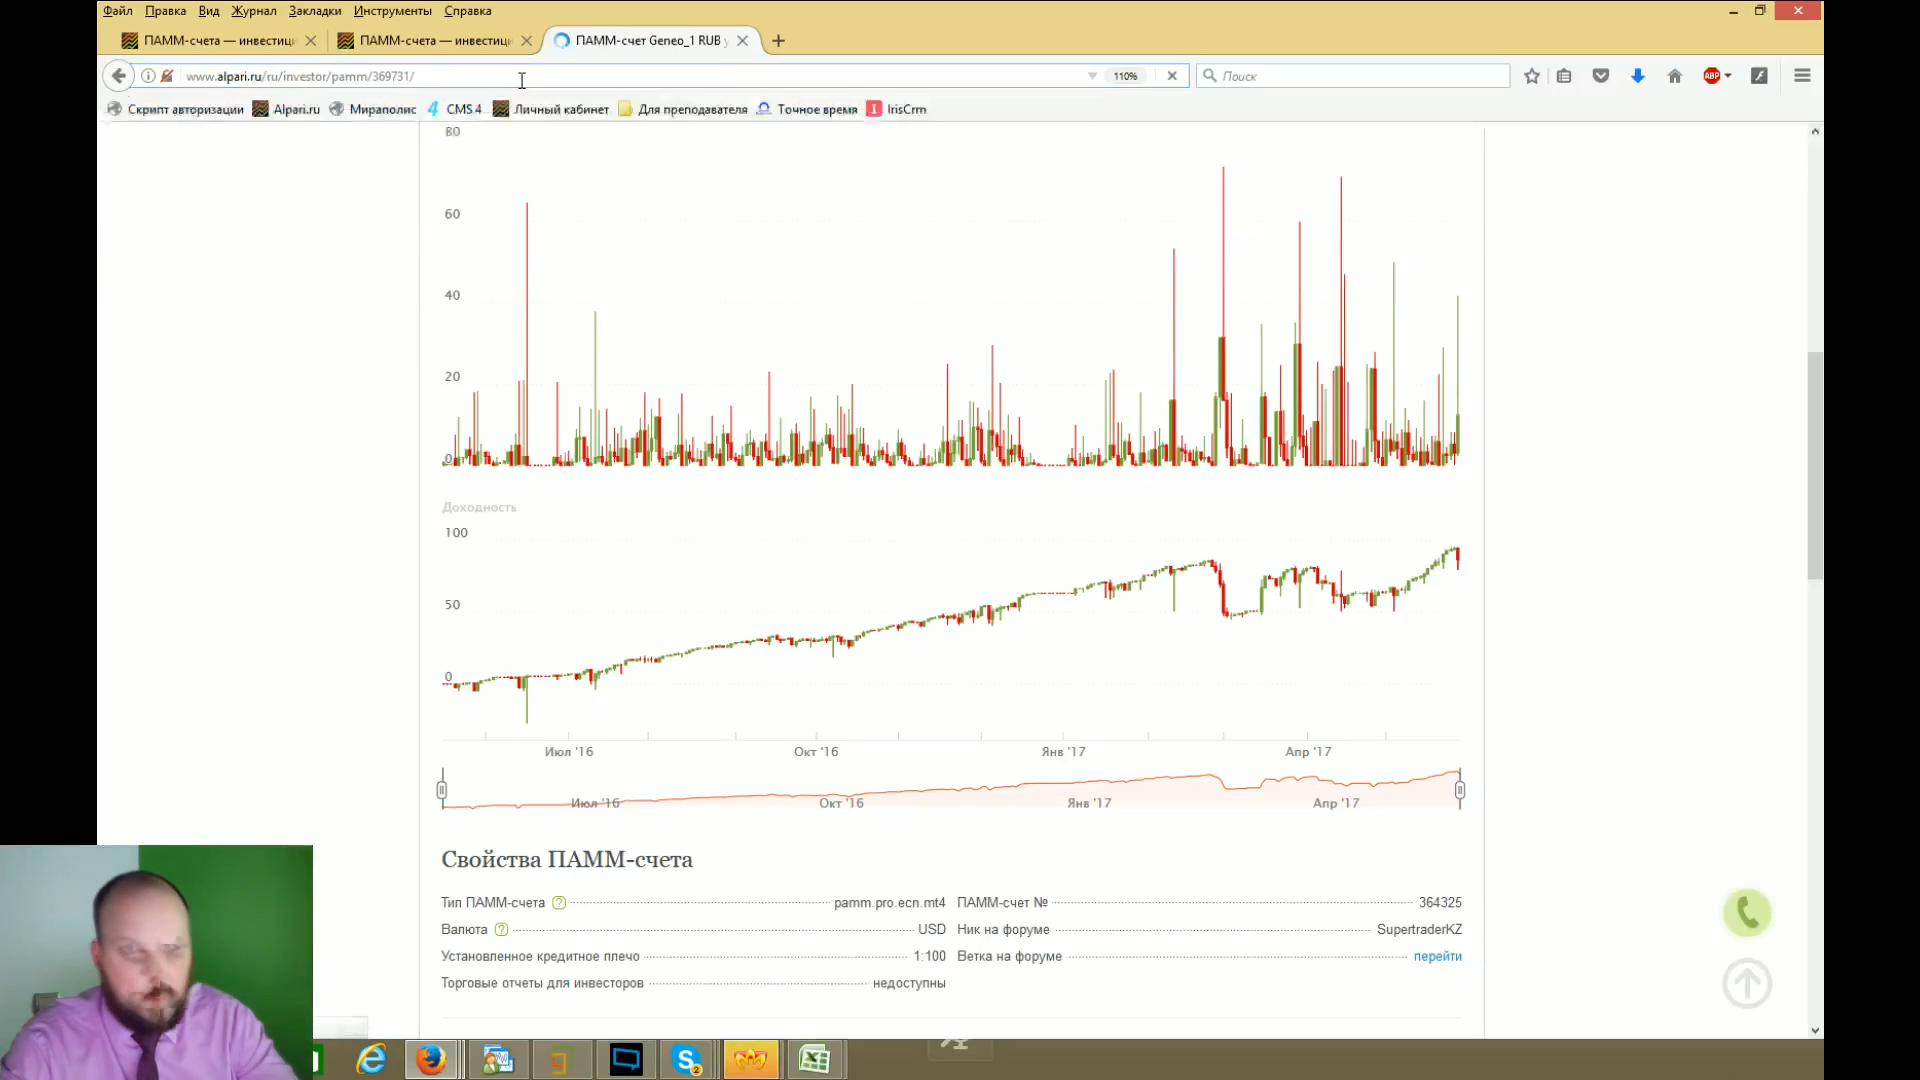 Файл Правка Вид Журнал Закладки Инструменты Справка
ПАММ-счета — инвестиц ПАММ-счета — инвестиц ПАММ-счет Geneo_1 RUB у
www.alpari.ru/ru/investor/pamm/369731/ 110% Поиск ABP
Скрипт авторизации Alpari.ru Мираполис CMS4 Личный кабинет Для преподавателя Точное время IrisCrm
80
60
40
20
0
Доходность
100
50
0
Июл '16 Окт '16 Янв '17 Апр '17
Июл '16 Окт '16 Янв '17 Апр '17
Свойства ПАММ-счета
Тип ПАММ-счета ? pamm.pro.ecn.mt4 ПАММ-счет № 364325
Валюта ? USD Ник на форуме SupertraderKZ
Установленное кредитное плечо 1:100 Ветка на форуме перейти
Торговые отчеты для инвесторов недоступны
2